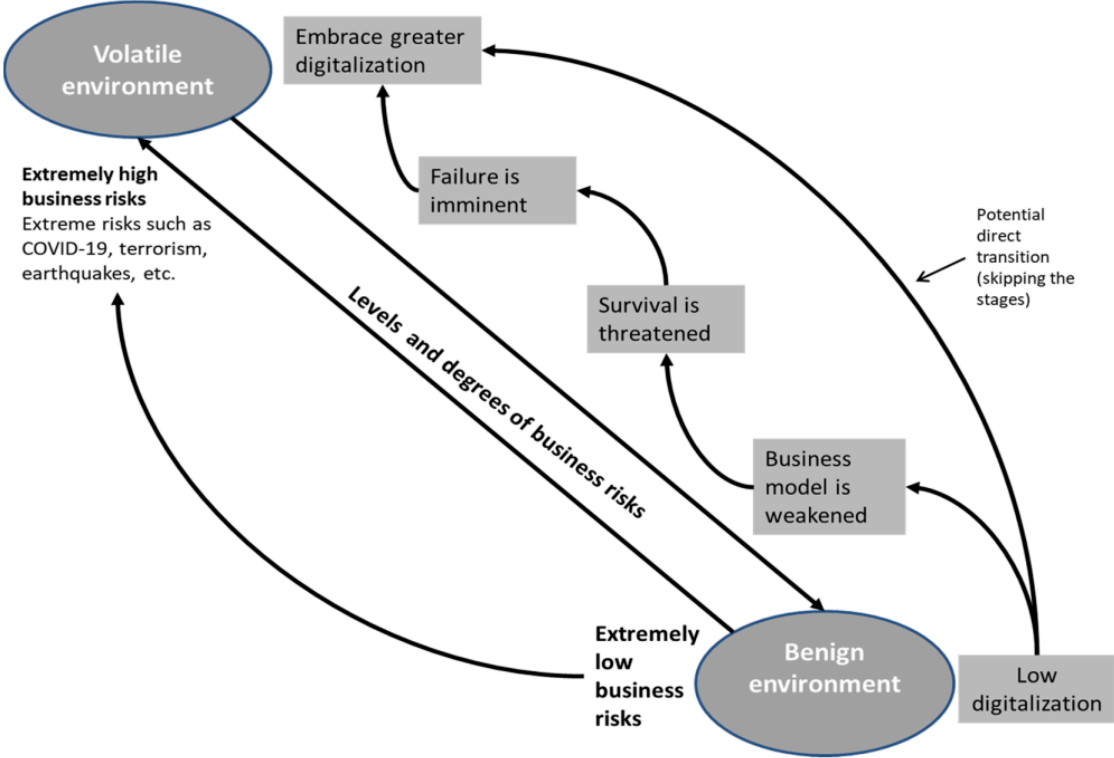 Volatile
environment
Embrace greater
digitalization
Extremely high
business risks
Extreme risks such as
COVID-19, terrorism,
earthquakes, etc.
Failure is
imminent
Potential
direct
transition
(skipping the
stages)
Survival is
threatened
Levels and degrees of business risks
Business
model is
weakened
Extremely
low
business
risks
Benign
environment
Low
digitalization